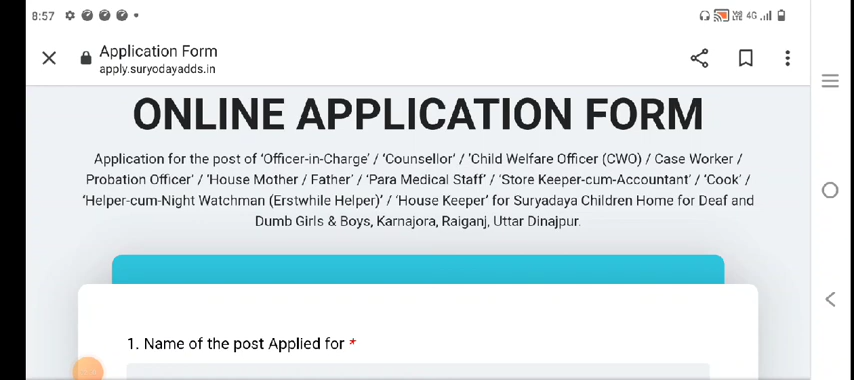 8:57
VoLTE 4G
Application Form
apply.suryodayadds.in
ONLINE APPLICATION FORM
Application for the post of 'Officer-in-Charge' / 'Counsellor' / 'Child Welfare Officer (CWO) / Case Worker /
Probation Officer' / 'House Mother / Father' / 'Para Medical Staff' / 'Store Keeper-cum-Accountant' / 'Cook' /
'Helper-cum-Night Watchman (Erstwhile Helper)' / 'House Keeper' for Suryadaya Children Home for Deaf and
Dumb Girls & Boys, Karnajora, Raiganj, Uttar Dinajpur.
1. Name of the post Applied for *